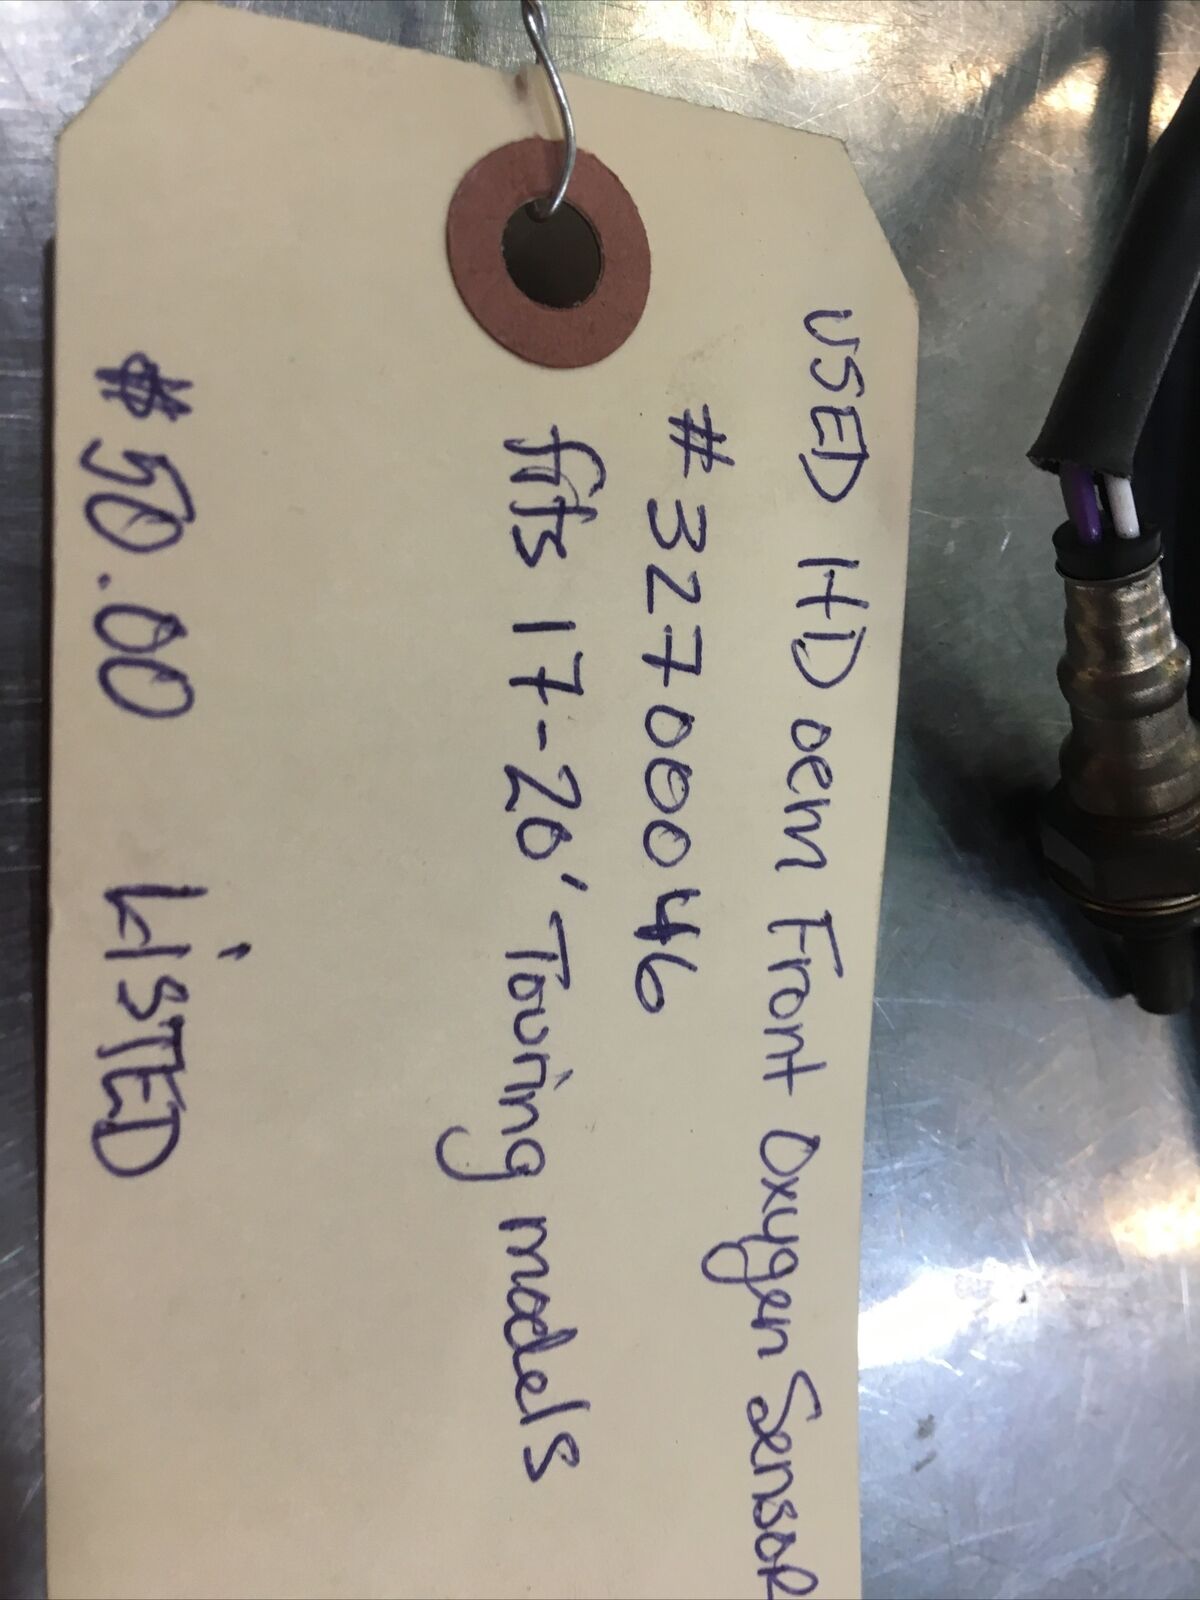 USED HD oem Front Oxygen Sensor
#32700046
fits 17-20' Touring models
$50.00 LiSTED